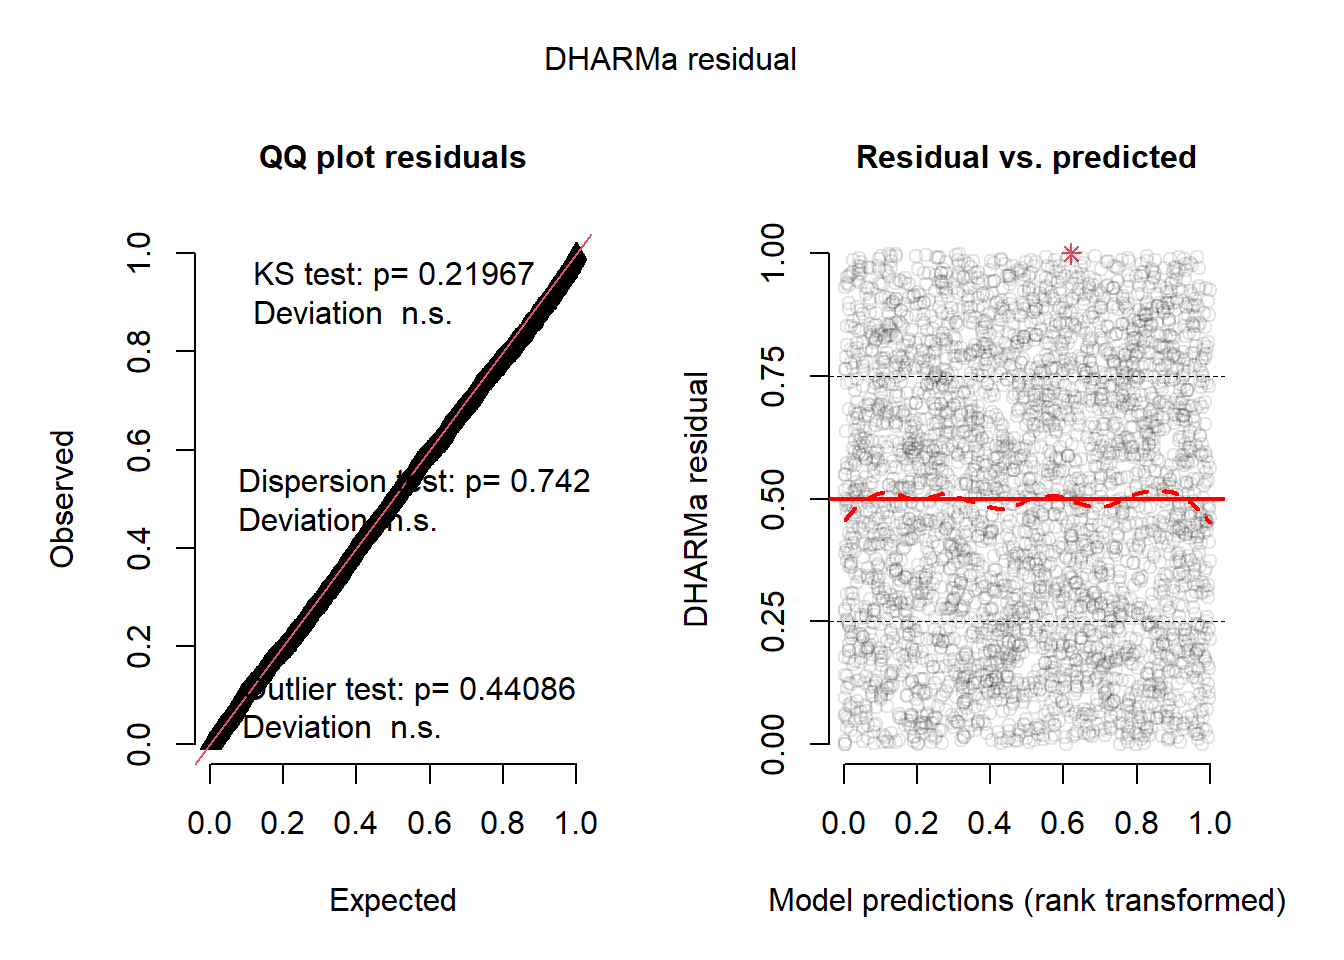 DHARMa residual
QQ plot residuals
KS test: p= 0.21967
Deviation  n.s.
Dispersion test: p= 0.742
Deviation  n.s.
Outlier test: p= 0.44086
Deviation  n.s.
Observed
0.0 0.2 0.4 0.6 0.8 1.0
0.0 0.2 0.4 0.6 0.8 1.0
Expected
Residual vs. predicted
DHARMa residual
0.00 0.25 0.50 0.75 1.00
0.0 0.2 0.4 0.6 0.8 1.0
Model predictions (rank transformed)